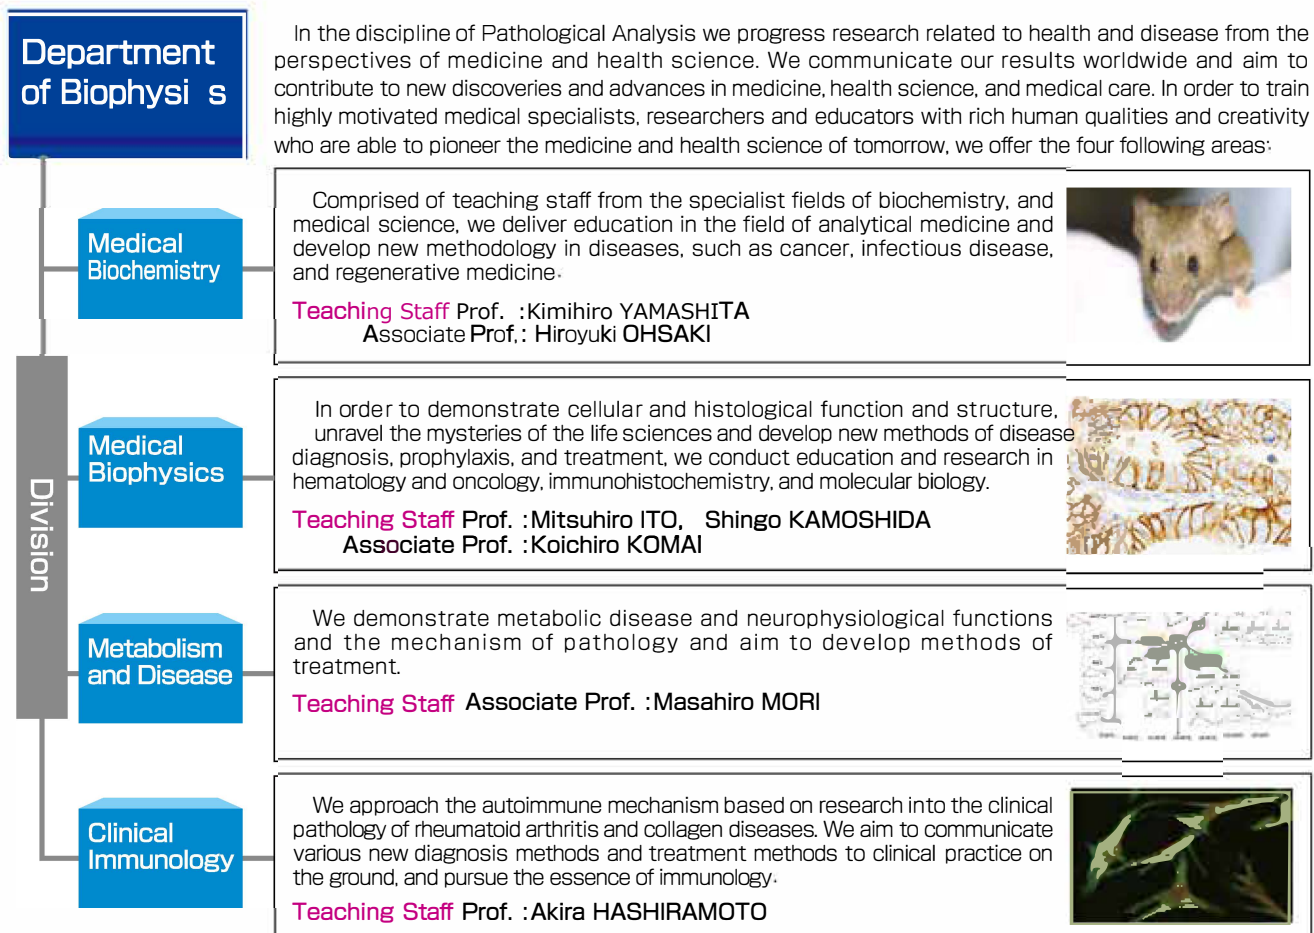 Department
of Biophysi s
In the discipline of Pathological Analysis we progress research related to health and disease from the
perspectives of medicine and health science. We communicate our results worldwide and aim to
contribute to new discoveries and advances in medicine, health science, and medical care. In order to train
highly motivated medical specialists, researchers and educators with rich human qualities and creativity
who are able to pioneer the medicine and health science of tomorrow, we offer the four following areas:
Division
Medical
Biochemistry
Comprised of teaching staff from the specialist fields of biochemistry, and
medical science, we deliver education in the field of analytical medicine and
develop new methodology in diseases, such as cancer, infectious disease,
and regenerative medicine.
Teaching Staff Prof. :Kimihiro YAMASHITA
Associate Prof.: Hiroyuki OHSAKI
Medical
Biophysics
In order to demonstrate cellular and histological function and structure,
unravel the mysteries of the life sciences and develop new methods of disease
diagnosis, prophylaxis, and treatment, we conduct education and research in
hematology and oncology, immunohistochemistry, and molecular biology.
Teaching Staff Prof. :Mitsuhiro ITO, Shingo KAMOSHIDA
Associate Prof. :Koichiro KOMAI
Metabolism
and Disease
We demonstrate metabolic disease and neurophysiological functions
and the mechanism of pathology and aim to develop methods of
treatment.
Teaching Staff Associate Prof. :Masahiro MORI
Clinical
Immunology
We approach the autoimmune mechanism based on research into the clinical
pathology of rheumatoid arthritis and collagen diseases. We aim to communicate
various new diagnosis methods and treatment methods to clinical practice on
the ground, and pursue the essence of immunology.
Teaching Staff Prof. :Akira HASHIRAMOTO